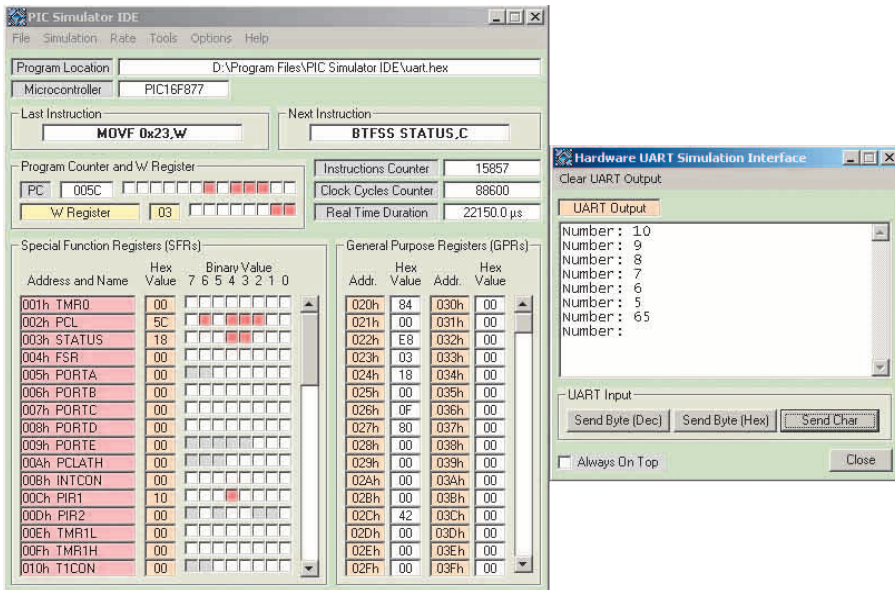 PIC Simulator IDE
File Simulation Rate Tools Options Help
Program Location D:\Program Files\PIC Simulator IDE\uart.hex
Microcontroller PIC16F877
Last Instruction
MOVF 0x23,W
Next Instruction
BTFSS STATUS,C
Program Counter and W Register
PC 005C
W Register 03
Instructions Counter 15857
Clock Cycles Counter 88600
Real Time Duration 22150.0 µs
Special Function Registers (SFRs)
Address and Name Hex Value Binary Value 7 6 5 4 3 2 1 0
001h TMR0 00
002h PCL 5C
003h STATUS 18
004h FSR 00
005h PORTA 00
006h PORTB 00
007h PORTC 00
008h PORTD 00
009h PORTE 00
00Ah PCLATH 00
00Bh INTCON 00
00Ch PIR1 10
00Dh PIR2 00
00Eh TMR1L 00
00Fh TMR1H 00
010h T1CON 00
General Purpose Registers (GPRs)
Addr. Hex Value Addr. Hex Value
020h 84 030h 00
021h 00 031h 00
022h E8 032h 00
023h 03 033h 00
024h 18 034h 00
025h 00 035h 00
026h 0F 036h 00
027h 80 037h 00
028h 00 038h 00
029h 00 039h 00
02Ah 00 03Ah 00
02Bh 00 03Bh 00
02Ch 42 03Ch 00
02Dh 00 03Dh 00
02Eh 00 03Eh 00
02Fh 00 03Fh 00
Hardware UART Simulation Interface
Clear UART Output
UART Output
Number: 10
Number: 9
Number: 8
Number: 7
Number: 6
Number: 5
Number: 65
Number:
UART Input
Send Byte (Dec) Send Byte (Hex) Send Char
Always On Top Close